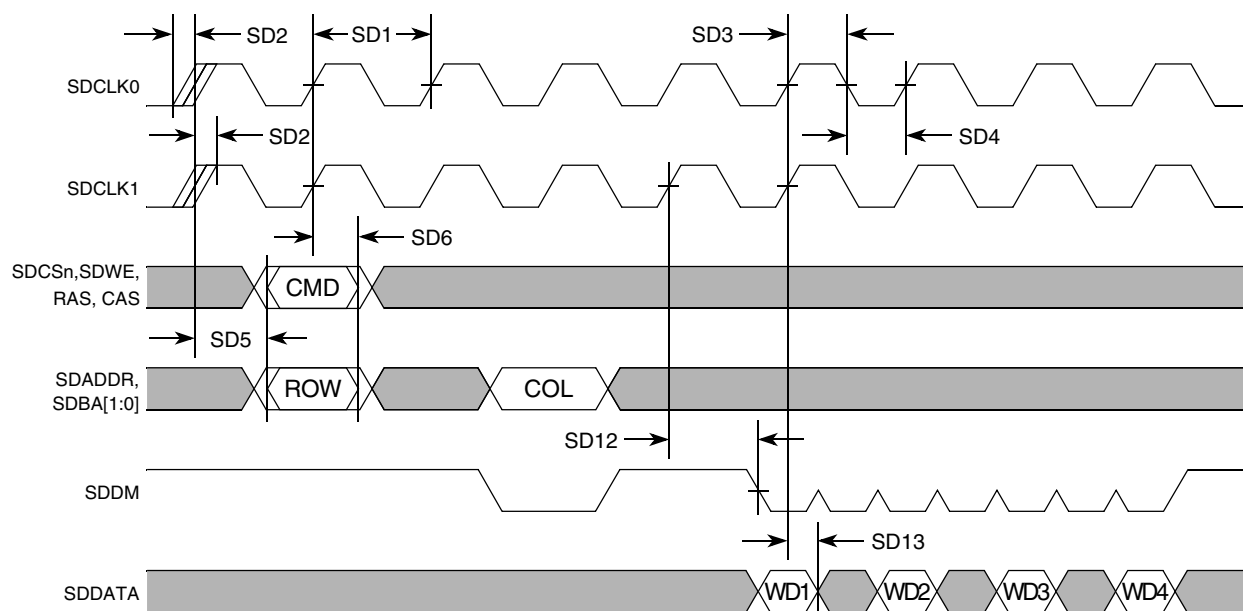 SD2
SD1
SD3
SDCLK0
SD2
SD4
SDCLK1
SD6
SDCSn,SDWE,
RAS, CAS
CMD
SD5
SDADDR,
SDBA[1:0]
ROW
COL
SD12
SDDM
SD13
SDDATA
WD1
WD2
WD3
WD4